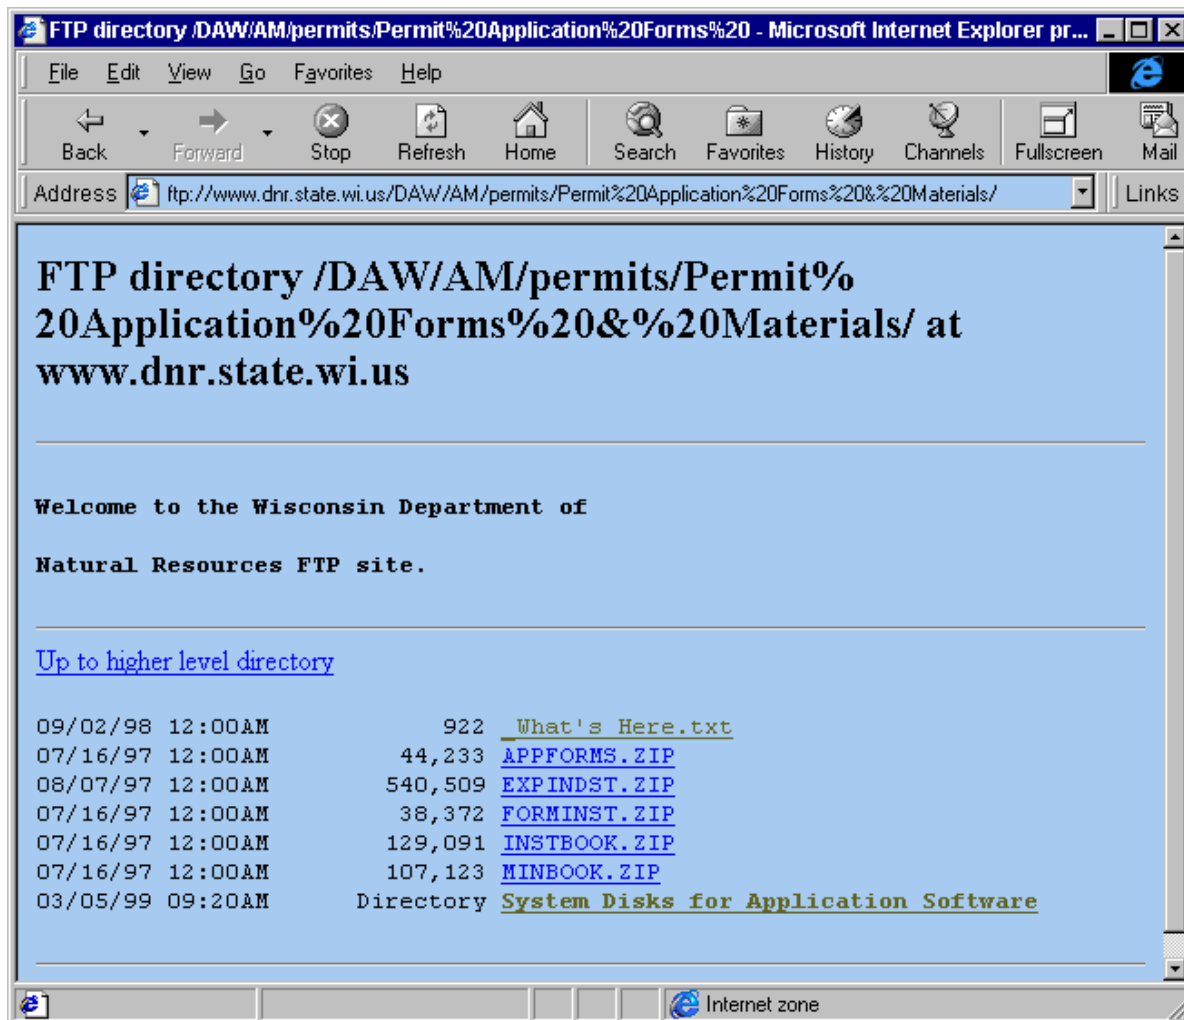 FTP directory /DAW/AM/permits/Permit%20Application%20Forms%20 - Microsoft Internet Explorer pr...
File Edit View Go Favorites Help
Back Forward Stop Refresh Home Search Favorites History Channels Fullscreen Mail
Address ftp://www.dnr.state.wi.us/DAW/AM/permits/Permit%20Application%20Forms%20&%20Materials/ Links
FTP directory /DAW/AM/permits/Permit%
20Application%20Forms%20&%20Materials/ at
www.dnr.state.wi.us
Welcome to the Wisconsin Department of
Natural Resources FTP site.
Up to higher level directory
09/02/98 12:00AM 922 _What's Here.txt
07/16/97 12:00AM 44,233 APPFORMS.ZIP
08/07/97 12:00AM 540,509 EXPINDST.ZIP
07/16/97 12:00AM 38,372 FORMINST.ZIP
07/16/97 12:00AM 129,091 INSTBOOK.ZIP
07/16/97 12:00AM 107,123 MINBOOK.ZIP
03/05/99 09:20AM Directory System Disks for Application Software
Internet zone